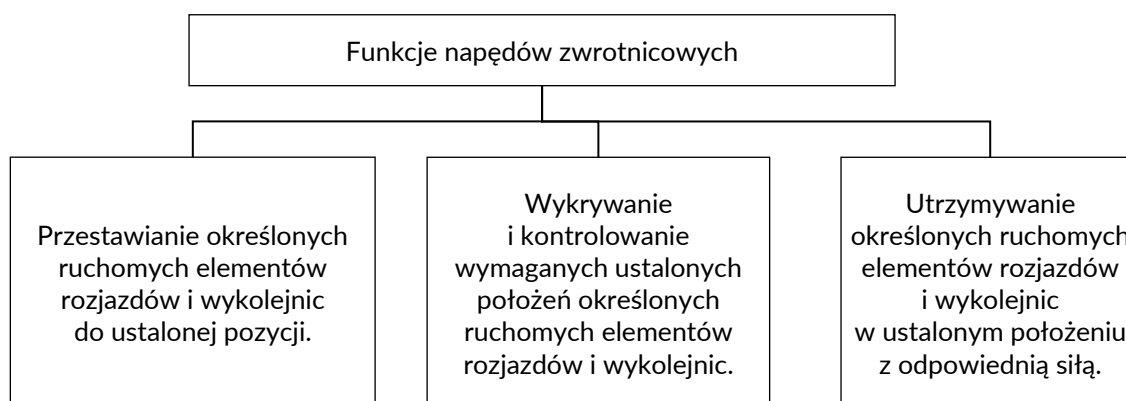 Funkcje napędów zwrotnicowych
Przestawianie określonych
ruchomych elementów
rozjazdów i wykolejnic
do ustalonej pozycji.
Wykrywanie
i kontrolowanie
wymaganych ustalonych
położeń określonych
ruchomych elementów
rozjazdów i wykolejnic.
Utrzymywanie
określonych ruchomych
elementów rozjazdów
i wykolejnic
w ustalonym położeniu
z odpowiednią siłą.